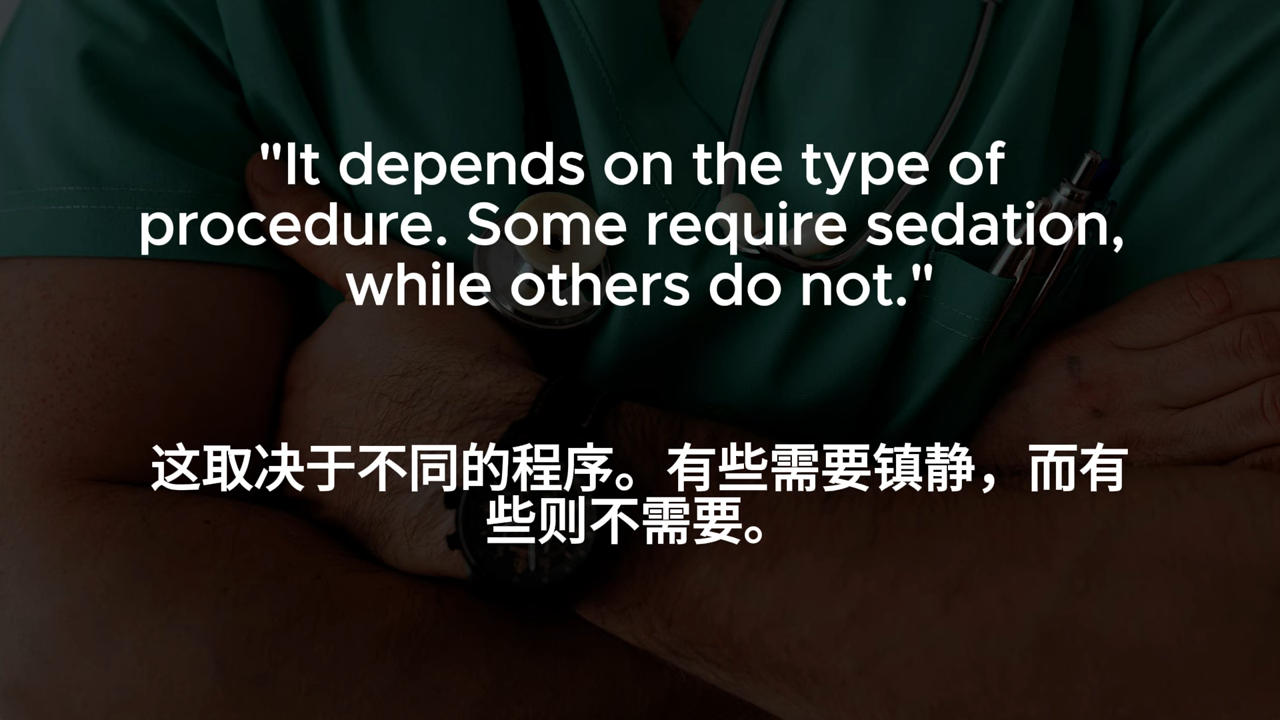 "It depends on the type of
procedure. Some require sedation,
while others do not."
这取决于不同的程序。有些需要镇静，而有
些则不需要。